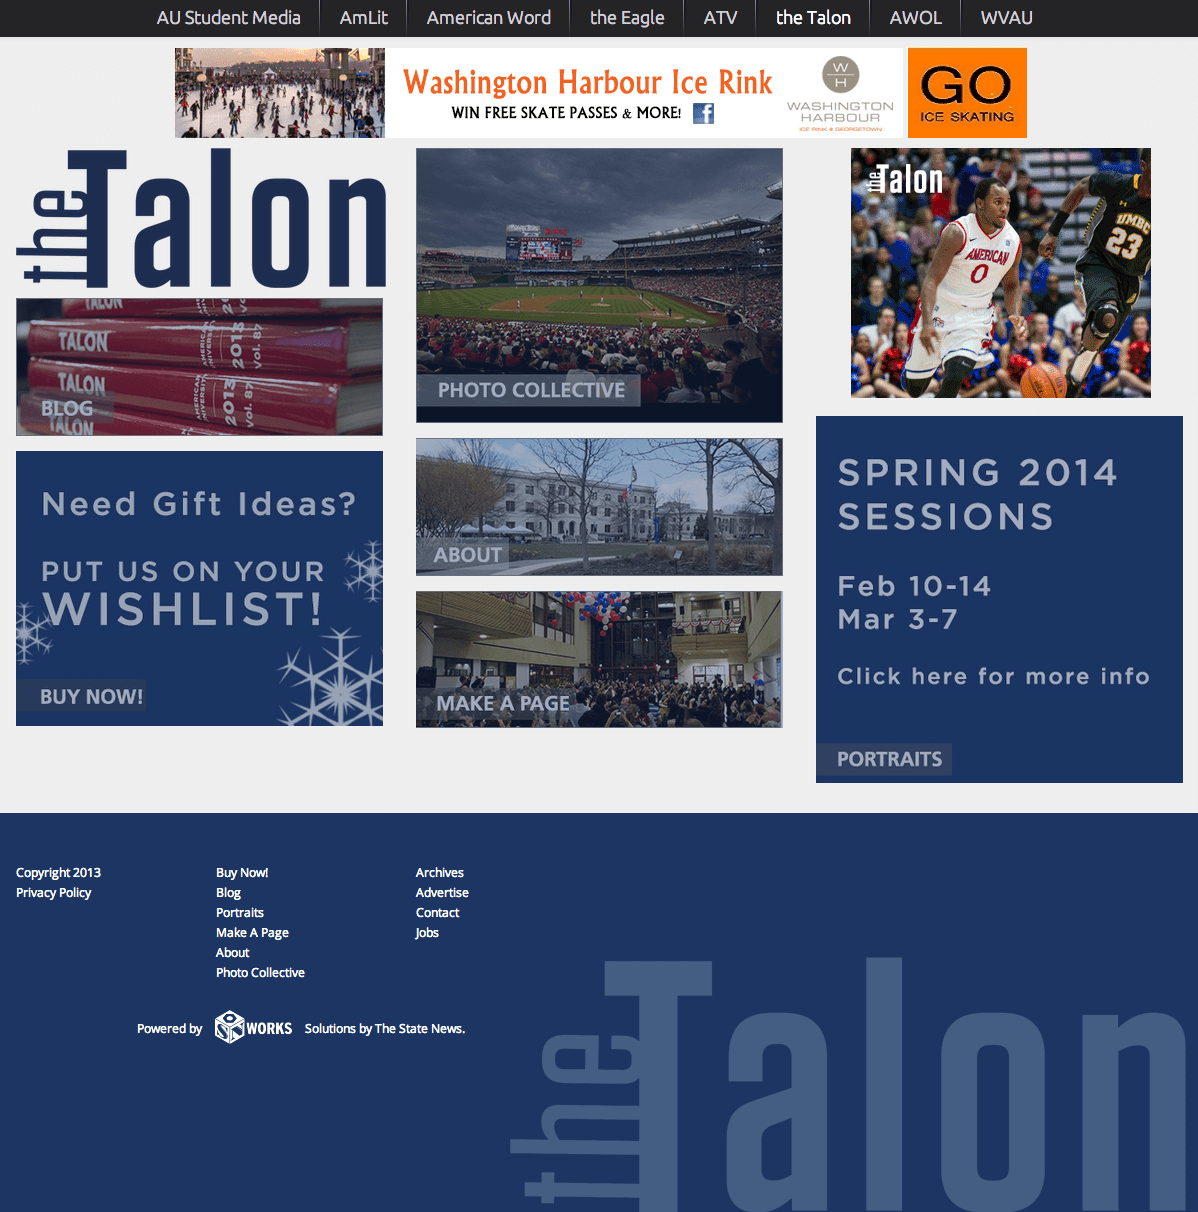 AU Student Media
AmLit
American Word
the Eagle
ATV
the Talon
AWOL
WVAU
Washington Harbour Ice Rink
WIN FREE SKATE PASSES & MORE!
W
H
WASHINGTON
HARBOUR
ICE RINK @ GEORGETOWN
GO
ICE SKATING
the Talon
TALON
TALON
AMERICAN
UNIVERSITY
2013
vol. 87
TALON
AMERICAN
UNIVERSITY
2013
VOL. 87
TALON
BLOG
Need Gift Ideas?
PUT US ON YOUR
WISHLIST!
BUY NOW!
PHOTO COLLECTIVE
ABOUT
MAKE A PAGE
the Talon
AMERICAN
0
UMBC
23
SPRING 2014
SESSIONS
Feb 10-14
Mar 3-7
Click here for more info
PORTRAITS
Copyright 2013
Privacy Policy
Buy Now!
Blog
Portraits
Make A Page
About
Photo Collective
Archives
Advertise
Contact
Jobs
Powered by
WORKS
Solutions by The State News.
the Talon